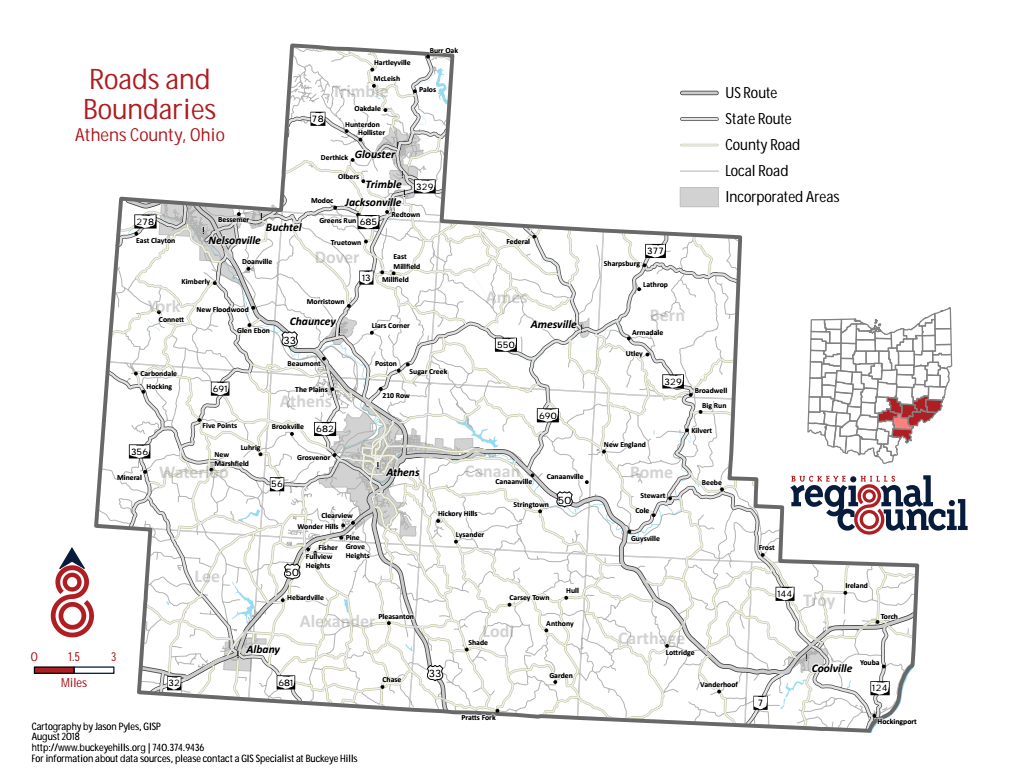 Roads and
Boundaries
Athens County, Ohio
US Route
State Route
County Road
Local Road
Incorporated Areas
Burr Oak
Hartleyville
McLeish
Trimble
Palos
Oakdale
78
Hunterdon
Hollister
Glouster
Derthick
Olbers
Trimble
329
Modoc
Jacksonville
Redtown
278
Bessemer
Greens Run
685
Buchtel
East Clayton
Nelsonville
Truetown
Federal
377
Dover
East
Millfield
Millfield
Doanville
Sharpsburg
13
Kimberly
Lathrop
York
Morristown
Ames
Bern
New Floodwood
Connett
Chauncey
Liars Corner
Amesville
Glen Ebon
33
Armadale
550
Utley
Beaumont
Poston
Sugar Creek
Carbondale
Hocking
691
The Plains
210 Row
329
Broadwell
Athens
Big Run
690
Five Points
Brookville
682
Kilvert
356
Luhrig
Grosvenor
New England
New
Marshfield
Waterloo
Athens
Canaan
Rome
Mineral
56
Canaanville
Canaanville
Beebe
50
Stewart
Stringtown
Cole
Clearview
Hickory Hills
Wonder Hills
Guysville
Lysander
Pine
Grove
Heights
Fisher
Fullview
Heights
Frost
50
Lee
144
Ireland
Hull
Troy
Hebardville
Carsey Town
Torch
Alexander
Pleasanton
Anthony
Lodi
Carthage
Shade
Lottridge
Albany
Coolville
Youba
33
Garden
32
681
Chase
Vanderhoof
124
7
Pratts Fork
Hockingport
BUCKEYE HILLS
regional
council
0 1.5 3
Miles
Cartography by Jason Pyles, GISP
August 2018
http://www.buckeyehills.org | 740.374.9436
For information about data sources, please contact a GIS Specialist at Buckeye Hills